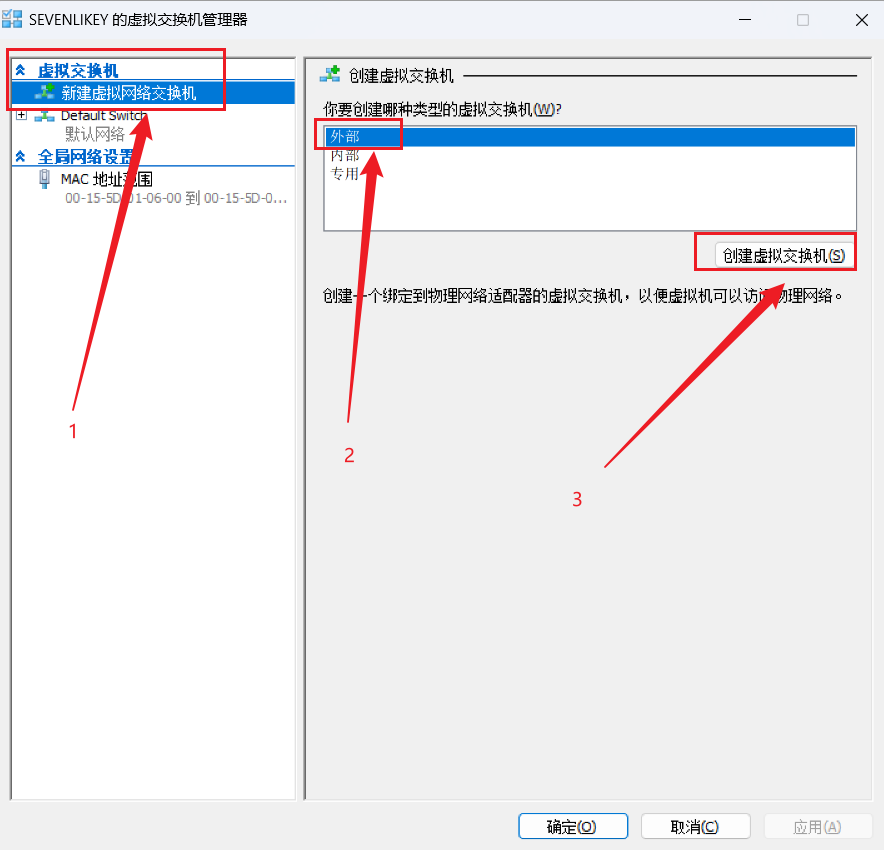 SEVENLIKEY 的虚拟交换机管理器
虚拟交换机
新建虚拟网络交换机
Default Switch
默认网络
全局网络设置
MAC 地址范围
00-15-5D-01-06-00 到 00-15-5D-0...
创建虚拟交换机
你要创建哪种类型的虚拟交换机(W)?
外部
内部
专用
创建虚拟交换机(S)
创建一个绑定到物理网络适配器的虚拟交换机，以便虚拟机可以访问物理网络。
1
2
3
确定(O)
取消(C)
应用(A)